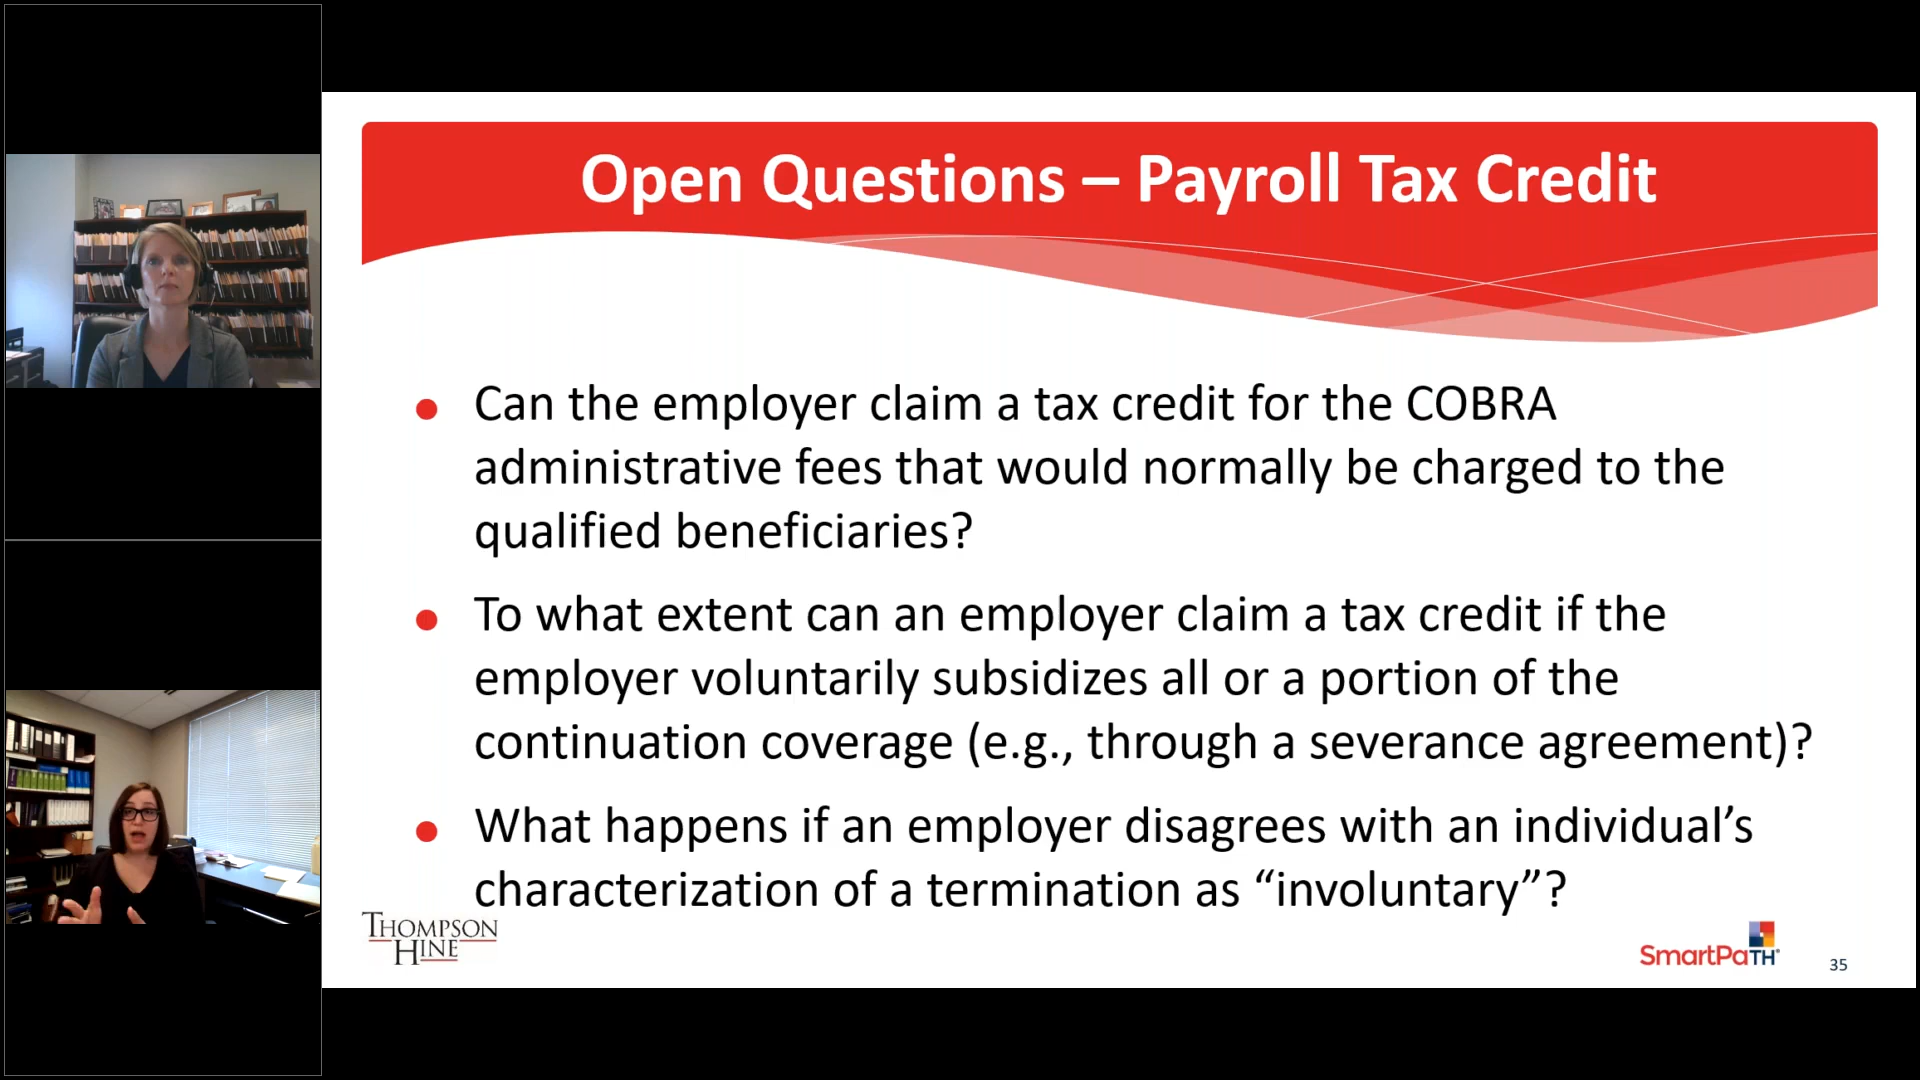 Open Questions – Payroll Tax Credit
● Can the employer claim a tax credit for the COBRA
administrative fees that would normally be charged to the
qualified beneficiaries?
● To what extent can an employer claim a tax credit if the
employer voluntarily subsidizes all or a portion of the
continuation coverage (e.g., through a severance agreement)?
● What happens if an employer disagrees with an individual’s
characterization of a termination as “involuntary”?
THOMPSON
HINE
SmartPaTH
35